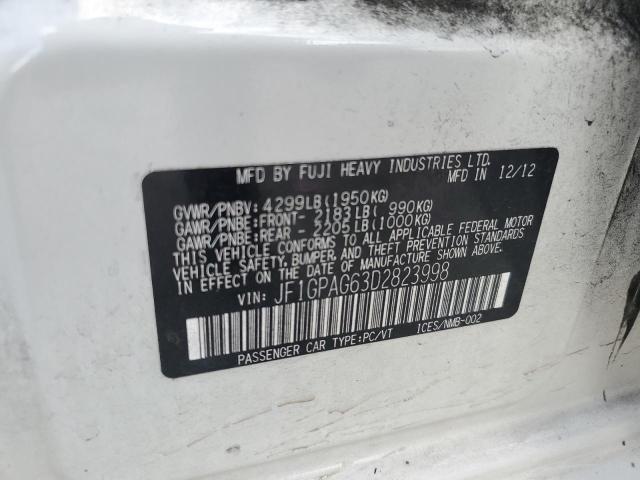 MFD BY FUJI HEAVY INDUSTRIES LTD.
MFD IN 12/12
GVWR/PNBV: 4299LB(1950KG)
GAWR/PNBE:FRONT- 2183LB( 990KG)
GAWR/PNBE:REAR - 2205LB(1000KG)
THIS VEHICLE CONFORMS TO ALL APPLICABLE FEDERAL MOTOR
VEHICLE SAFETY, BUMPER, AND THEFT PREVENTION STANDARDS
IN EFFECT ON THE DATE OF MANUFACTURE SHOWN ABOVE.
VIN: JF1GPAG63D2823998
PASSENGER CAR TYPE:PC/VT ICES/NMB-002